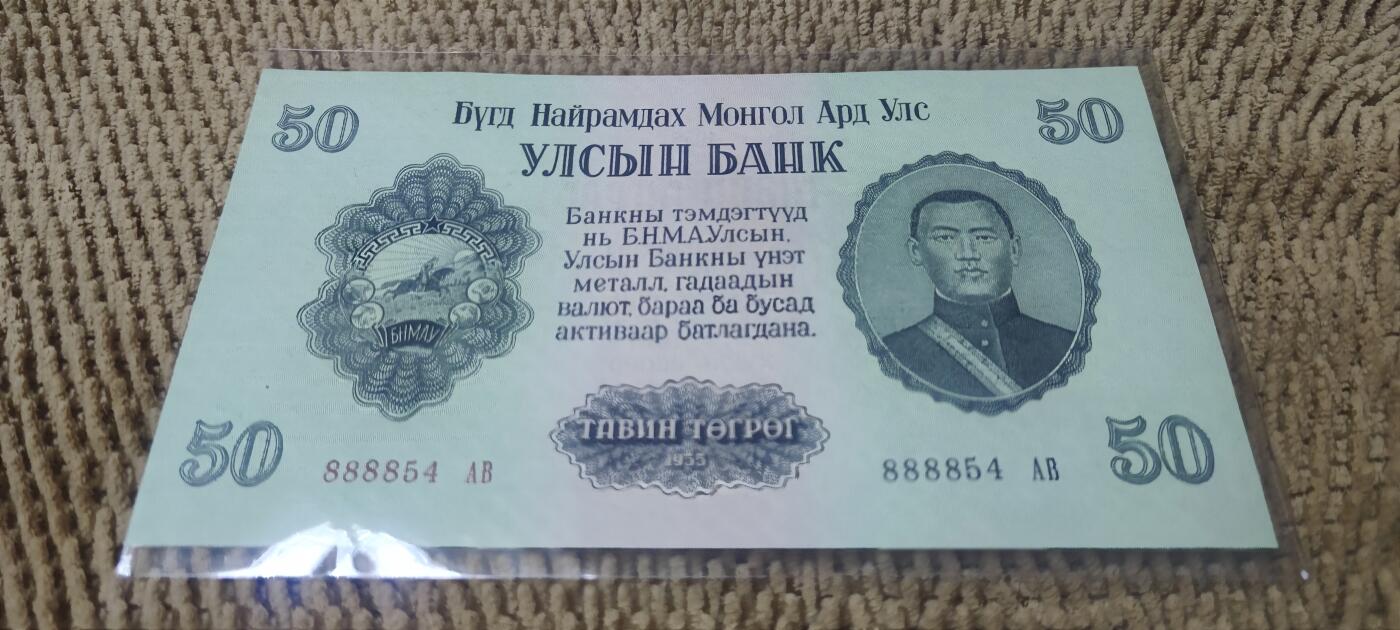 50
Бүгд Найрамдах Монгол Ард Улс
50
УЛСЫН БАНК
Банкны тэмдэгтүүд
нь Б.Н.М.А.Улсын,
Улсын Банкны үнэт
металл, гадаадын
валют, бараа ба бусад
активаар батлагдана.
БНМАУ
ТАВИН ТӨГРӨГ
1955
50
888854 АВ
888854 АВ
50